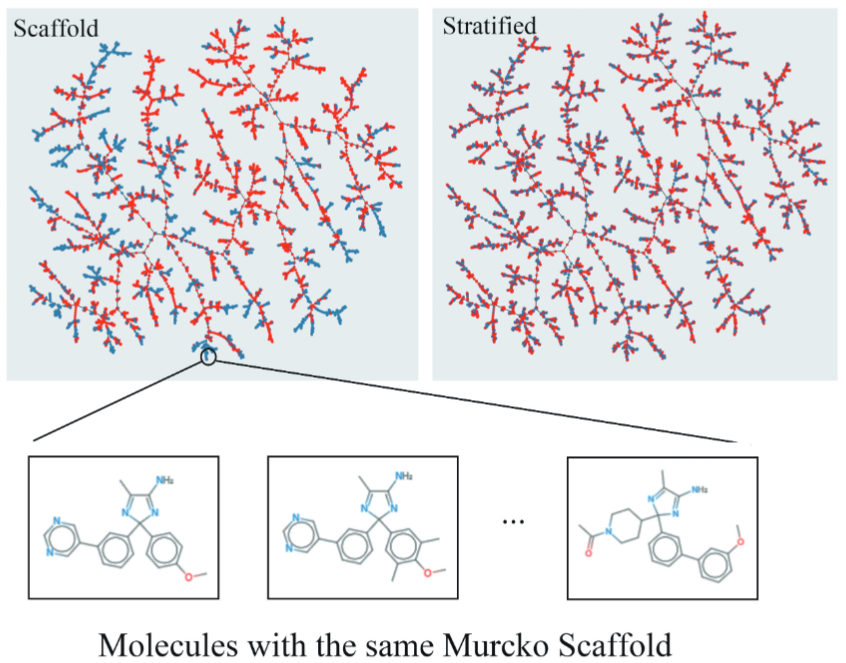 Scaffold
Stratified
NH₂
N
N
N
N
O
NH₂
N
N
N
N
O
...
NH₂
N
N
N
O
O
Molecules with the same Murcko Scaffold